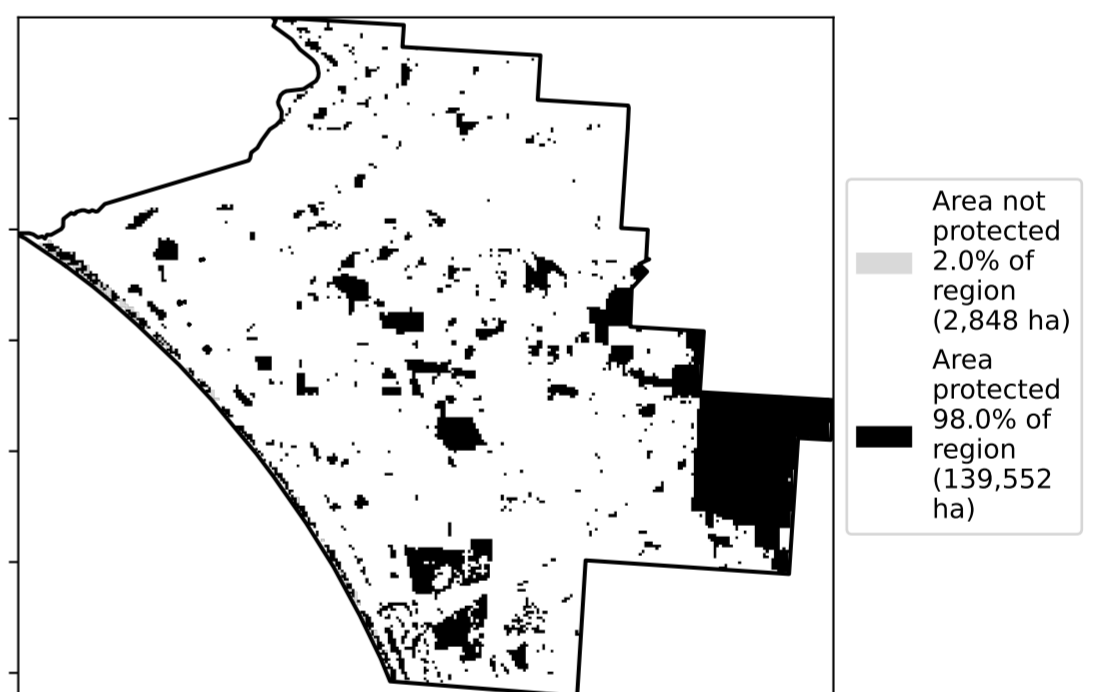 Area not
protected
2.0% of
region
(2,848 ha)
Area
protected
98.0% of
region
(139,552
ha)